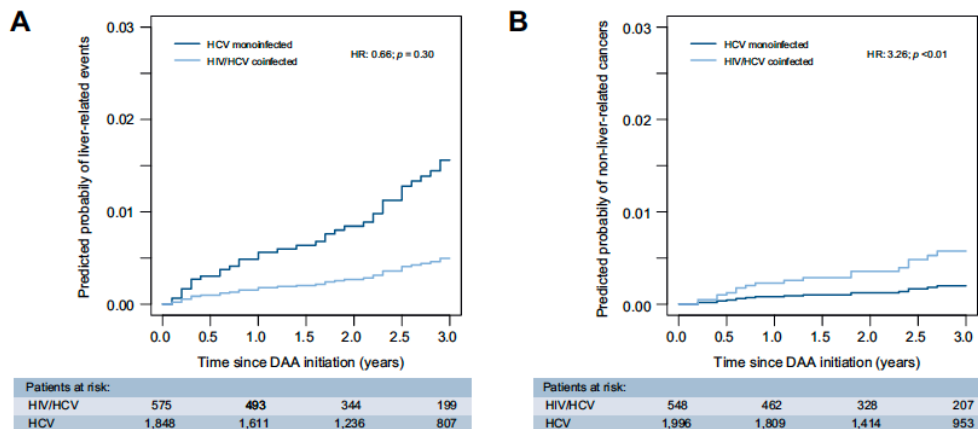 A
0.03
0.02
0.01
0.00
Predicted probabiliy of liver-related events
HCV monoinfected
HIV/HCV coinfected
HR: 0.66; p = 0.30
0.0 0.5 1.0 1.5 2.0 2.5 3.0
Time since DAA initiation (years)
Patients at risk:
HIV/HCV 575 493 344 199
HCV 1,848 1,611 1,236 807
B
0.03
0.02
0.01
0.00
Predicted probabiliy of non-liver-related cancers
HCV monoinfected
HIV/HCV coinfected
HR: 3.26; p <0.01
0.0 0.5 1.0 1.5 2.0 2.5 3.0
Time since DAA initiation (years)
Patients at risk:
HIV/HCV 548 462 328 207
HCV 1,996 1,809 1,414 953